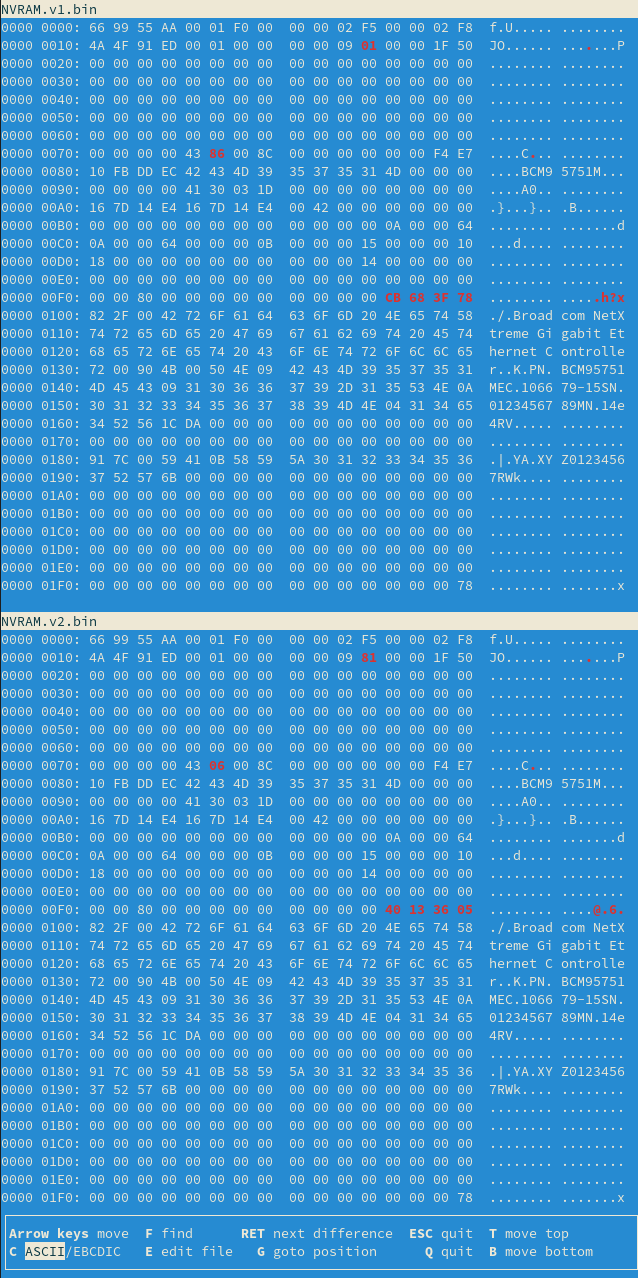 NVRAM.v1.bin
0000 0000: 66 99 55 AA 00 01 F0 00  00 00 02 F5 00 00 02 F8  f.U..... ........
0000 0010: 4A 4F 91 ED 00 01 00 00  00 00 09 01 00 00 1F 50  JO...... .......P
0000 0020: 00 00 00 00 00 00 00 00  00 00 00 00 00 00 00 00  ........ ........
0000 0030: 00 00 00 00 00 00 00 00  00 00 00 00 00 00 00 00  ........ ........
0000 0040: 00 00 00 00 00 00 00 00  00 00 00 00 00 00 00 00  ........ ........
0000 0050: 00 00 00 00 00 00 00 00  00 00 00 00 00 00 00 00  ........ ........
0000 0060: 00 00 00 00 00 00 00 00  00 00 00 00 00 00 00 00  ........ ........
0000 0070: 00 00 00 00 43 86 00 8C  00 00 00 00 00 00 F4 E7  ....C... ........
0000 0080: 10 FB DD EC 42 43 4D 39  35 37 35 31 4D 00 00 00  ....BCM9 5751M...
0000 0090: 00 00 00 00 41 30 03 1D  00 00 00 00 00 00 00 00  ....A0.. ........
0000 00A0: 16 7D 14 E4 16 7D 14 E4  00 42 00 00 00 00 00 00  .}...}.. .B......
0000 00B0: 00 00 00 00 00 00 00 00  00 00 00 00 0A 00 00 64  ........ .......d
0000 00C0: 0A 00 00 64 00 00 00 0B  00 00 00 15 00 00 00 10  ...d.... ........
0000 00D0: 18 00 00 00 00 00 00 00  00 00 00 14 00 00 00 00  ........ ........
0000 00E0: 00 00 00 00 00 00 00 00  00 00 00 00 00 00 00 00  ........ ........
0000 00F0: 00 00 80 00 00 00 00 00  00 00 00 00 CB 68 3F 78  ........ .....h?x
0000 0100: 82 2F 00 42 72 6F 61 64  63 6F 6D 20 4E 65 74 58  ./.Broad com NetX
0000 0110: 74 72 65 6D 65 20 47 69  67 61 62 69 74 20 45 74  treme Gi gabit Et
0000 0120: 68 65 72 6E 65 74 20 43  6F 6E 74 72 6F 6C 6C 65  hernet C ontrolle
0000 0130: 72 00 90 4B 00 50 4E 09  42 43 4D 39 35 37 35 31  r..K.PN. BCM95751
0000 0140: 4D 45 43 09 31 30 36 36  37 39 2D 31 35 53 4E 0A  MEC.1066 79-15SN.
0000 0150: 30 31 32 33 34 35 36 37  38 39 4D 4E 04 31 34 65  01234567 89MN.14e
0000 0160: 34 52 56 1C DA 00 00 00  00 00 00 00 00 00 00 00  4RV..... ........
0000 0170: 00 00 00 00 00 00 00 00  00 00 00 00 00 00 00 00  ........ ........
0000 0180: 91 7C 00 59 41 0B 58 59  5A 30 31 32 33 34 35 36  .|.YA.XY Z0123456
0000 0190: 37 52 57 6B 00 00 00 00  00 00 00 00 00 00 00 00  7RWk.... ........
0000 01A0: 00 00 00 00 00 00 00 00  00 00 00 00 00 00 00 00  ........ ........
0000 01B0: 00 00 00 00 00 00 00 00  00 00 00 00 00 00 00 00  ........ ........
0000 01C0: 00 00 00 00 00 00 00 00  00 00 00 00 00 00 00 00  ........ ........
0000 01D0: 00 00 00 00 00 00 00 00  00 00 00 00 00 00 00 00  ........ ........
0000 01E0: 00 00 00 00 00 00 00 00  00 00 00 00 00 00 00 00  ........ ........
0000 01F0: 00 00 00 00 00 00 00 00  00 00 00 00 00 00 00 78  ........ .......x
NVRAM.v2.bin
0000 0000: 66 99 55 AA 00 01 F0 00  00 00 02 F5 00 00 02 F8  f.U..... ........
0000 0010: 4A 4F 91 ED 00 01 00 00  00 00 09 81 00 00 1F 50  JO...... .......P
0000 0020: 00 00 00 00 00 00 00 00  00 00 00 00 00 00 00 00  ........ ........
0000 0030: 00 00 00 00 00 00 00 00  00 00 00 00 00 00 00 00  ........ ........
0000 0040: 00 00 00 00 00 00 00 00  00 00 00 00 00 00 00 00  ........ ........
0000 0050: 00 00 00 00 00 00 00 00  00 00 00 00 00 00 00 00  ........ ........
0000 0060: 00 00 00 00 00 00 00 00  00 00 00 00 00 00 00 00  ........ ........
0000 0070: 00 00 00 00 43 06 00 8C  00 00 00 00 00 00 F4 E7  ....C... ........
0000 0080: 10 FB DD EC 42 43 4D 39  35 37 35 31 4D 00 00 00  ....BCM9 5751M...
0000 0090: 00 00 00 00 41 30 03 1D  00 00 00 00 00 00 00 00  ....A0.. ........
0000 00A0: 16 7D 14 E4 16 7D 14 E4  00 42 00 00 00 00 00 00  .}...}.. .B......
0000 00B0: 00 00 00 00 00 00 00 00  00 00 00 00 0A 00 00 64  ........ .......d
0000 00C0: 0A 00 00 64 00 00 00 0B  00 00 00 15 00 00 00 10  ...d.... ........
0000 00D0: 18 00 00 00 00 00 00 00  00 00 00 14 00 00 00 00  ........ ........
0000 00E0: 00 00 00 00 00 00 00 00  00 00 00 00 00 00 00 00  ........ ........
0000 00F0: 00 00 80 00 00 00 00 00  00 00 00 00 40 13 36 05  ........ ....@.6.
0000 0100: 82 2F 00 42 72 6F 61 64  63 6F 6D 20 4E 65 74 58  ./.Broad com NetX
0000 0110: 74 72 65 6D 65 20 47 69  67 61 62 69 74 20 45 74  treme Gi gabit Et
0000 0120: 68 65 72 6E 65 74 20 43  6F 6E 74 72 6F 6C 6C 65  hernet C ontrolle
0000 0130: 72 00 90 4B 00 50 4E 09  42 43 4D 39 35 37 35 31  r..K.PN. BCM95751
0000 0140: 4D 45 43 09 31 30 36 36  37 39 2D 31 35 53 4E 0A  MEC.1066 79-15SN.
0000 0150: 30 31 32 33 34 35 36 37  38 39 4D 4E 04 31 34 65  01234567 89MN.14e
0000 0160: 34 52 56 1C DA 00 00 00  00 00 00 00 00 00 00 00  4RV..... ........
0000 0170: 00 00 00 00 00 00 00 00  00 00 00 00 00 00 00 00  ........ ........
0000 0180: 91 7C 00 59 41 0B 58 59  5A 30 31 32 33 34 35 36  .|.YA.XY Z0123456
0000 0190: 37 52 57 6B 00 00 00 00  00 00 00 00 00 00 00 00  7RWk.... ........
0000 01A0: 00 00 00 00 00 00 00 00  00 00 00 00 00 00 00 00  ........ ........
0000 01B0: 00 00 00 00 00 00 00 00  00 00 00 00 00 00 00 00  ........ ........
0000 01C0: 00 00 00 00 00 00 00 00  00 00 00 00 00 00 00 00  ........ ........
0000 01D0: 00 00 00 00 00 00 00 00  00 00 00 00 00 00 00 00  ........ ........
0000 01E0: 00 00 00 00 00 00 00 00  00 00 00 00 00 00 00 00  ........ ........
0000 01F0: 00 00 00 00 00 00 00 00  00 00 00 00 00 00 00 78  ........ .......x
Arrow keys move  F find      RET next difference  ESC quit  T move top
C ASCII/EBCDIC   E edit file   G goto position      Q quit  B move bottom